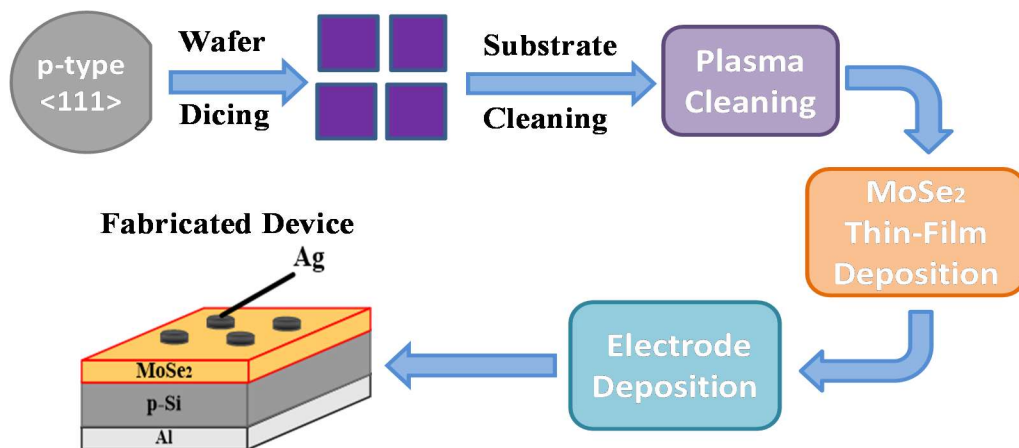 p-type
<111>
Wafer
Dicing
Substrate
Cleaning
Plasma
Cleaning
MoSe₂
Thin-Film
Deposition
Electrode
Deposition
Fabricated Device
Ag
MoSe₂
p-Si
Al